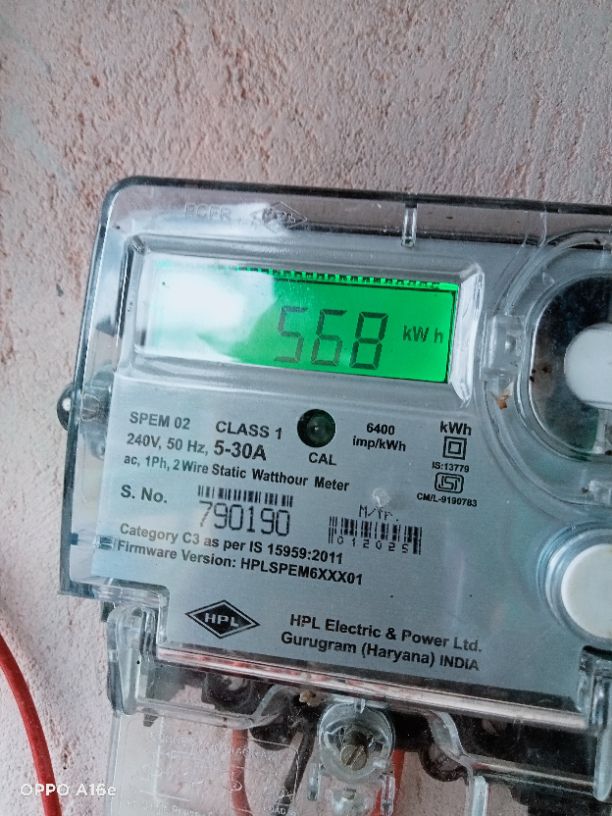 568 kWh
SPEM 02 CLASS 1
240V, 50 Hz, 5-30A
ac, 1Ph, 2Wire Static Watthour Meter
CAL
6400
imp/kWh
kWh
IS:13779
ISI
CM/L-9190783
S. No.
790190
M/Yr.
012025
Category C3 as per IS 15959:2011
Firmware Version: HPLSPEM6XXX01
HPL
HPL Electric & Power Ltd.
Gurugram (Haryana) INDIA
OPPO A16e